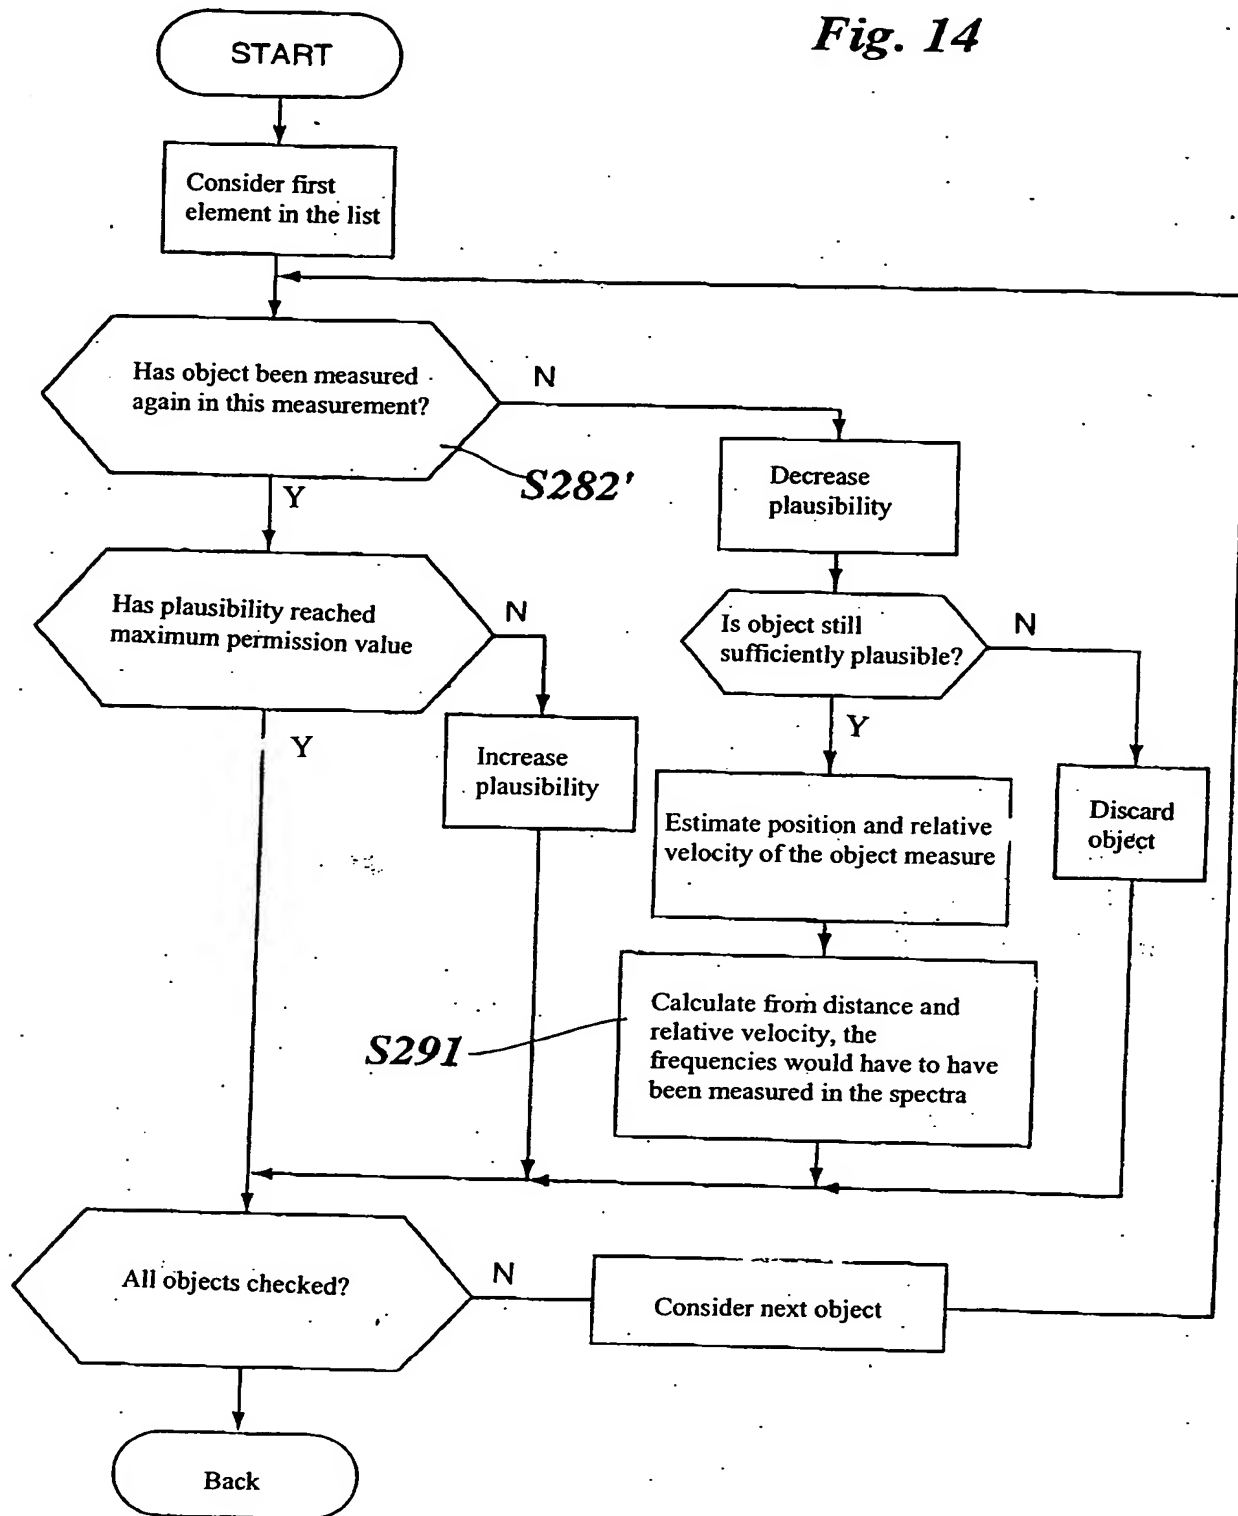 Fig. 14
START
Consider first
element in the list
Has object been measured
again in this measurement?
N
S282'
Y
Decrease
plausibility
Has plausibility reached
maximum permission value
N
Is object still
sufficiently plausible?
N
Y
Y
Increase
plausibility
Estimate position and relative
velocity of the object measure
Discard
object
Calculate from distance and
relative velocity, the
frequencies would have to have
been measured in the spectra
S291
All objects checked?
N
Consider next object
Back